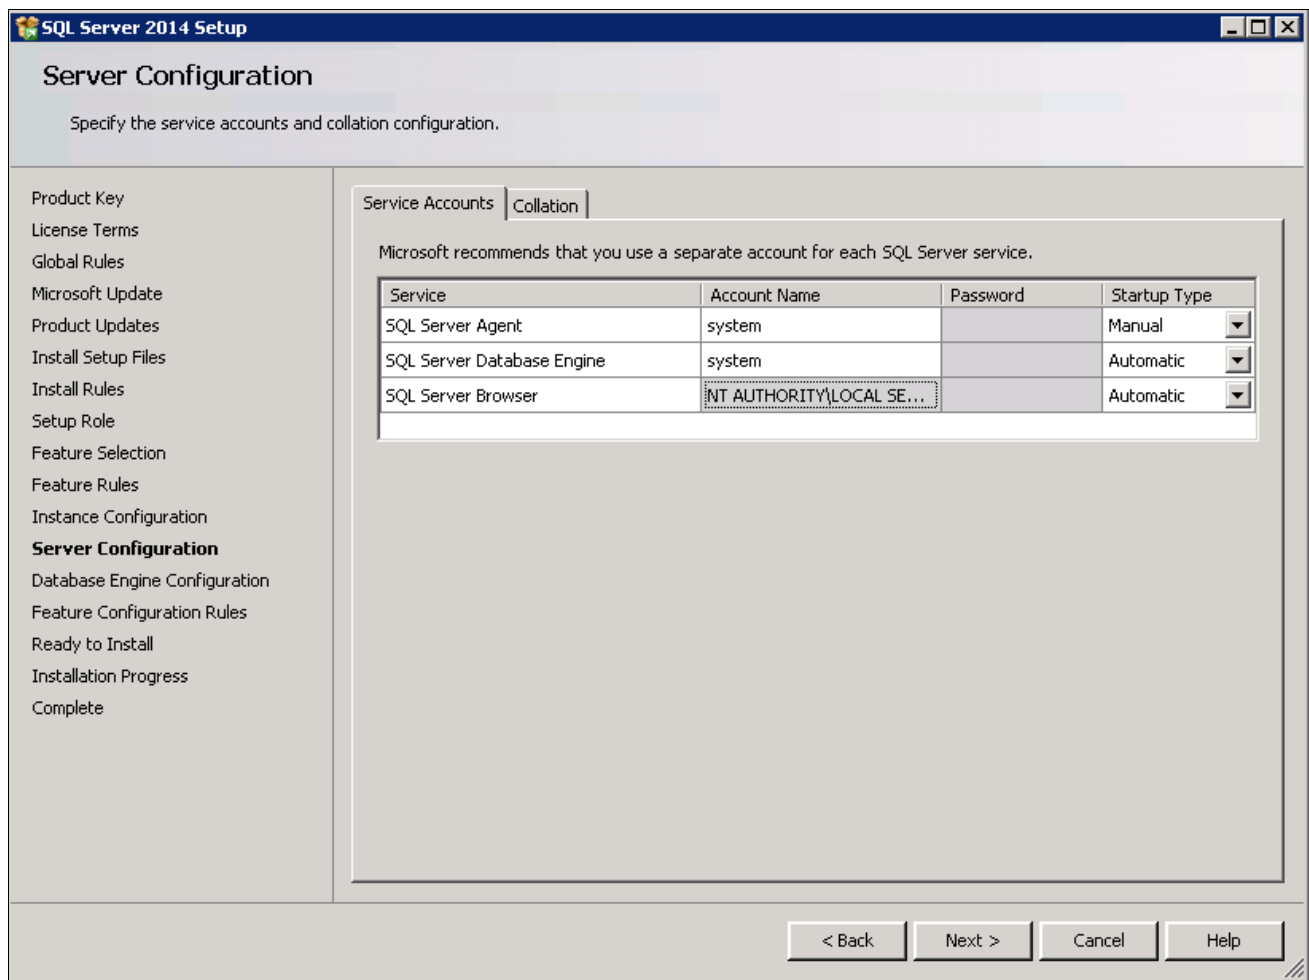 SQL Server 2014 Setup
Server Configuration
Specify the service accounts and collation configuration.
Product Key
License Terms
Global Rules
Microsoft Update
Product Updates
Install Setup Files
Install Rules
Setup Role
Feature Selection
Feature Rules
Instance Configuration
Server Configuration
Database Engine Configuration
Feature Configuration Rules
Ready to Install
Installation Progress
Complete
Service Accounts Collation
Microsoft recommends that you use a separate account for each SQL Server service.
Service Account Name Password Startup Type
SQL Server Agent system Manual
SQL Server Database Engine system Automatic
SQL Server Browser NT AUTHORITY\LOCAL SE... Automatic
< Back Next > Cancel Help